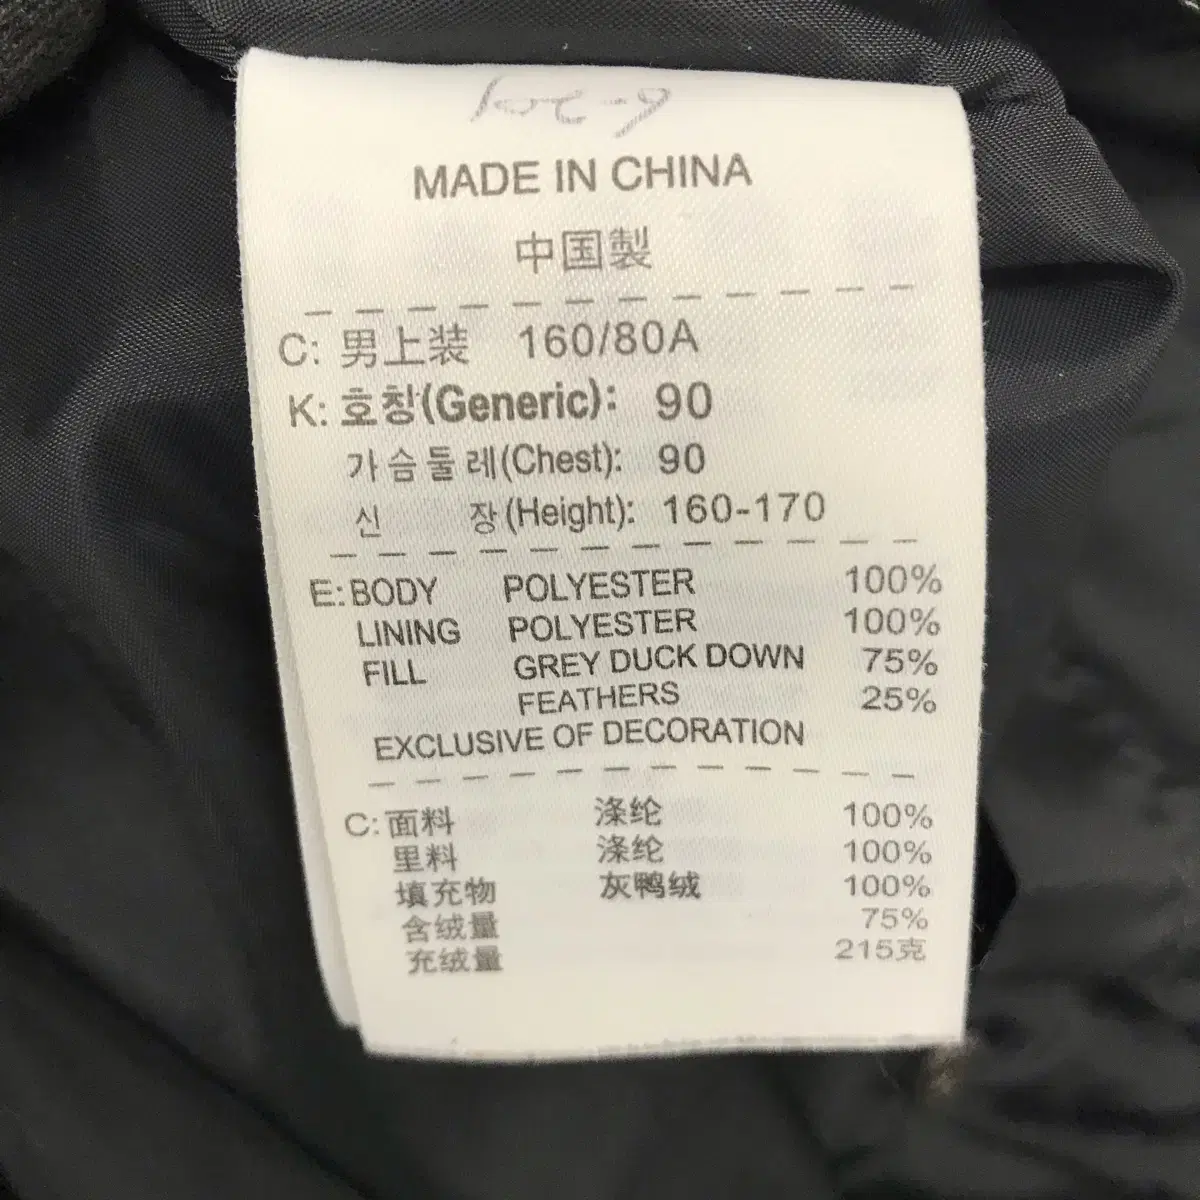 MADE IN CHINA
中国製
C: 男上装 160/80A
K: 호칭(Generic): 90
가슴둘레(Chest): 90
신 장(Height): 160-170
E: BODY POLYESTER 100%
LINING POLYESTER 100%
FILL GREY DUCK DOWN 75%
FEATHERS 25%
EXCLUSIVE OF DECORATION
C: 面料 涤纶 100%
里料 涤纶 100%
填充物 灰鸭绒 100%
含绒量 75%
充绒量 215克